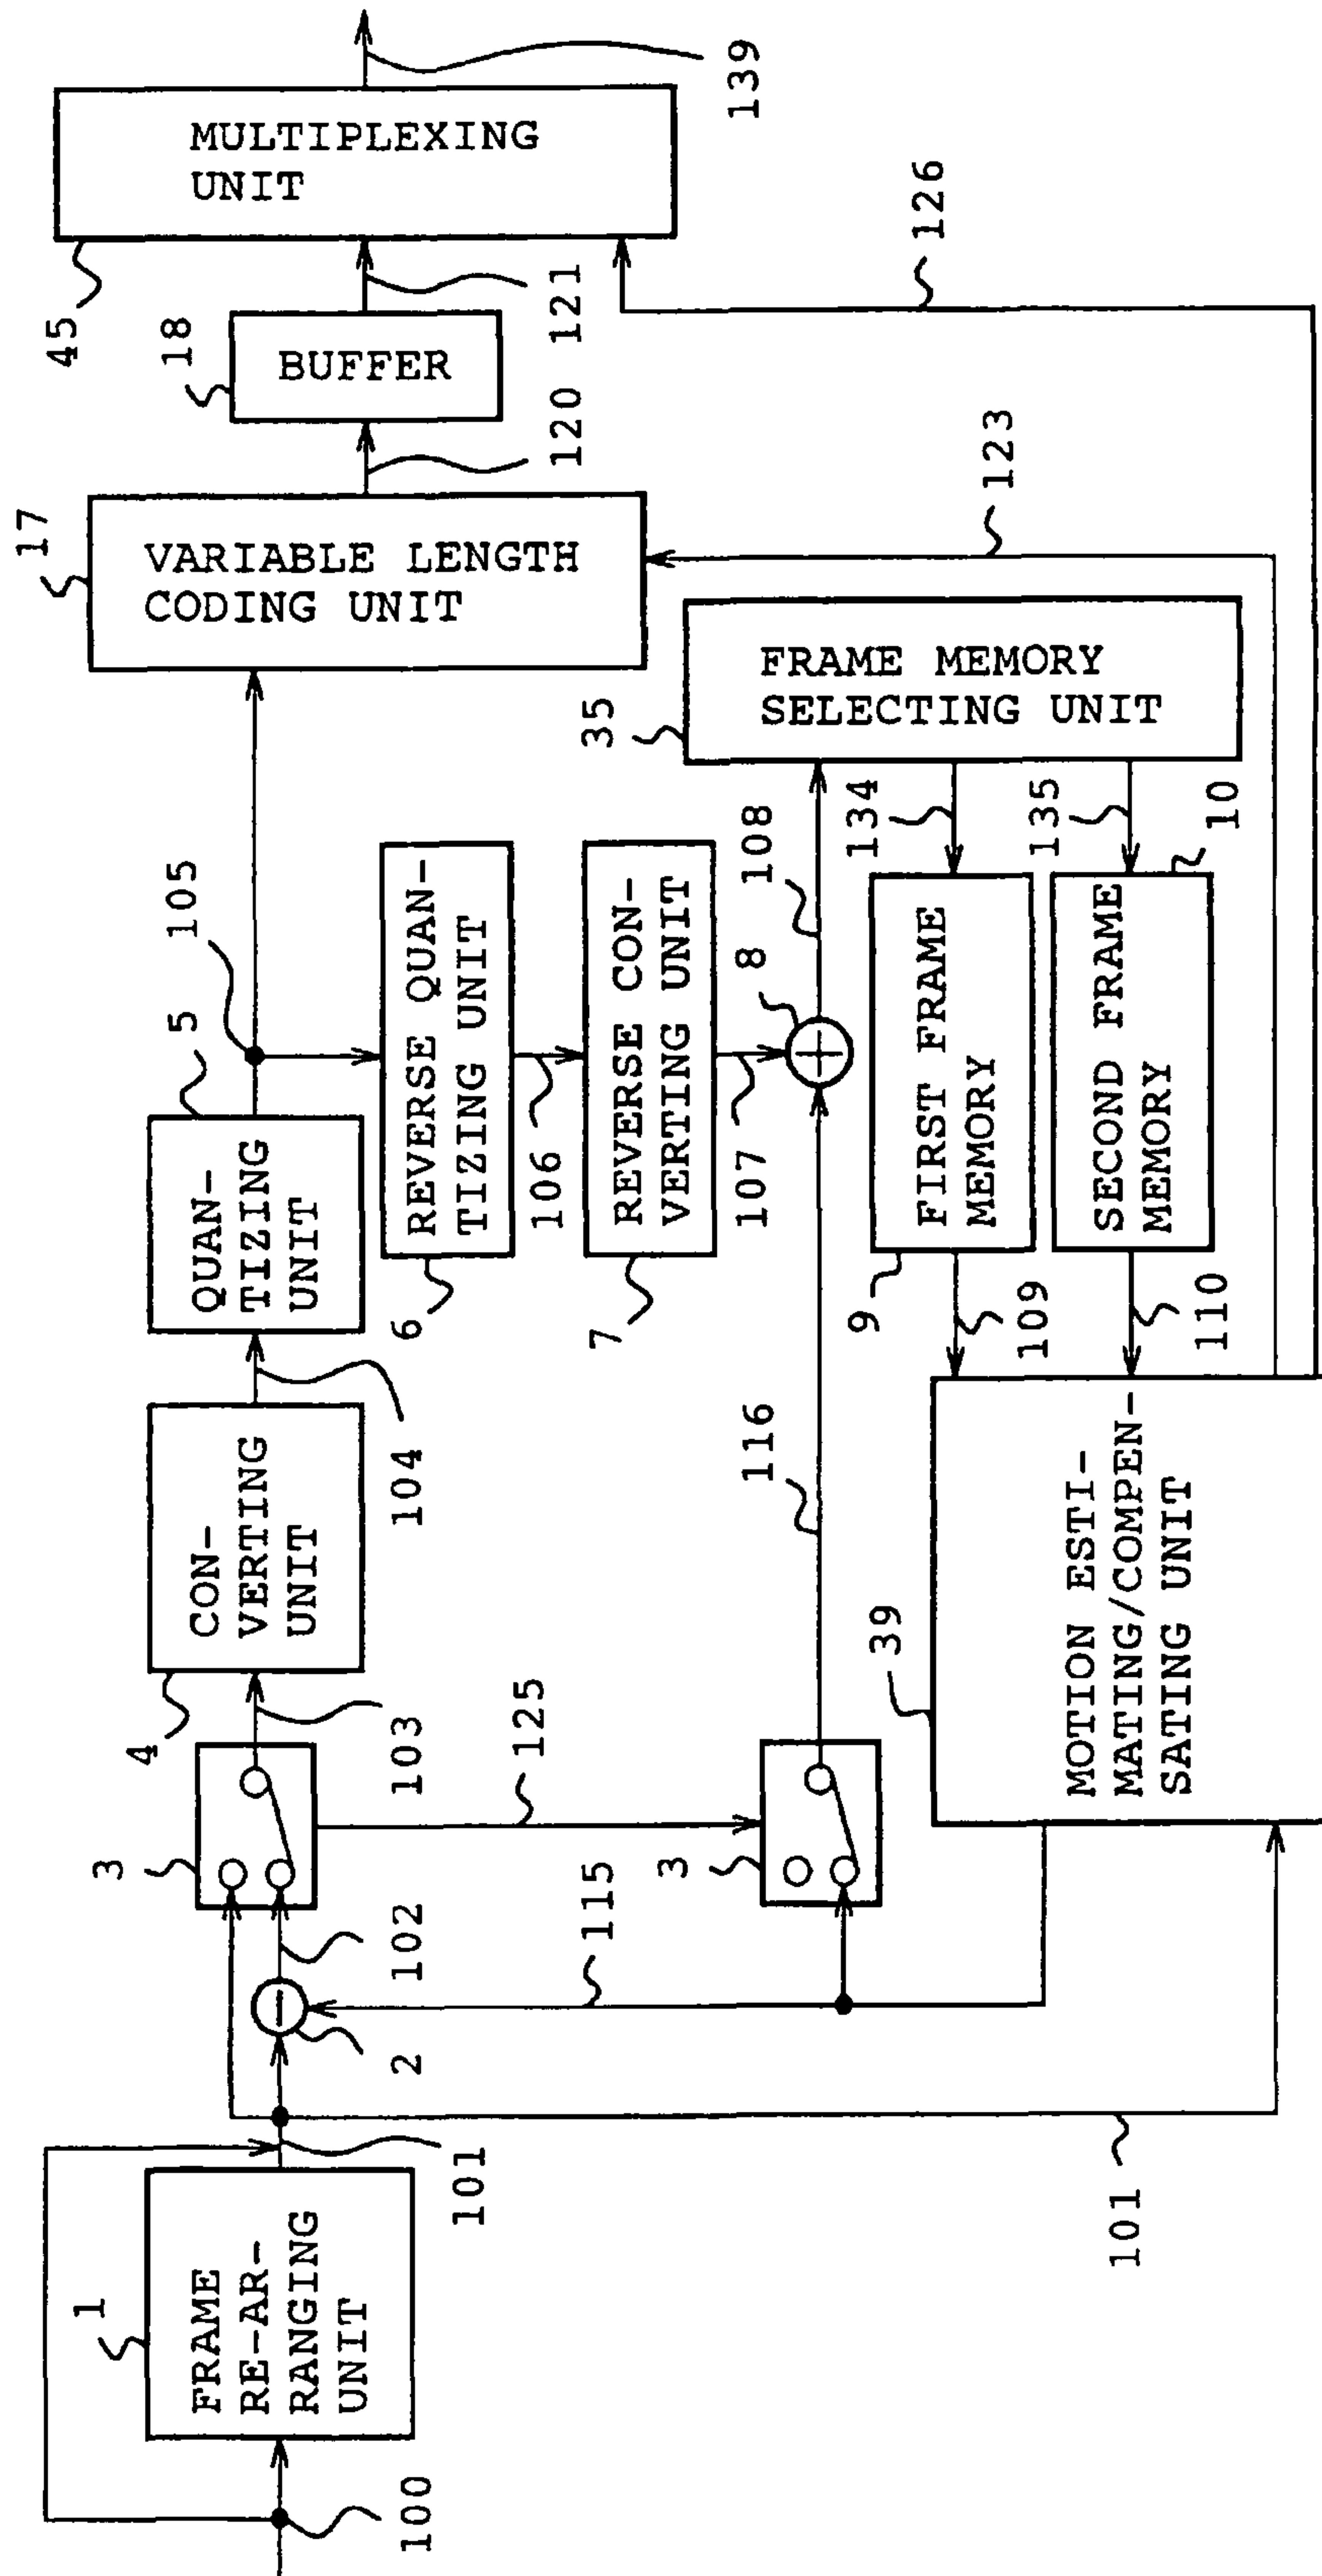 1
FRAME
RE-AR-
RANGING
UNIT
100
101
2
102
3
103
4
CON-
VERTING
UNIT
104
5
QUAN-
TIZING
UNIT
105
17
VARIABLE LENGTH
CODING UNIT
120
18
BUFFER
121
45
MULTIPLEXING
UNIT
139
6
REVERSE QUAN-
TIZING UNIT
106
7
REVERSE CON-
VERTING UNIT
107
8
108
35
FRAME MEMORY
SELECTING UNIT
123
126
125
115
3
116
134
135
9
FIRST FRAME
MEMORY
109
10
SECOND FRAME
MEMORY
110
39
MOTION ESTI-
MATING/COMPEN-
SATING UNIT
101